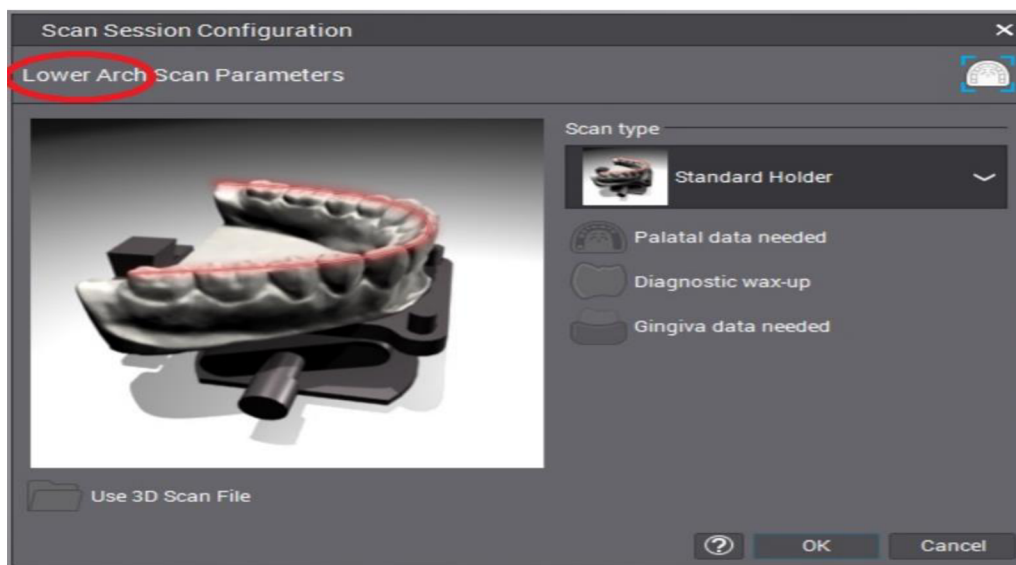 Scan Session Configuration
Lower Arch Scan Parameters
Scan type
Standard Holder
Palatal data needed
Diagnostic wax-up
Gingiva data needed
Use 3D Scan File
? OK Cancel